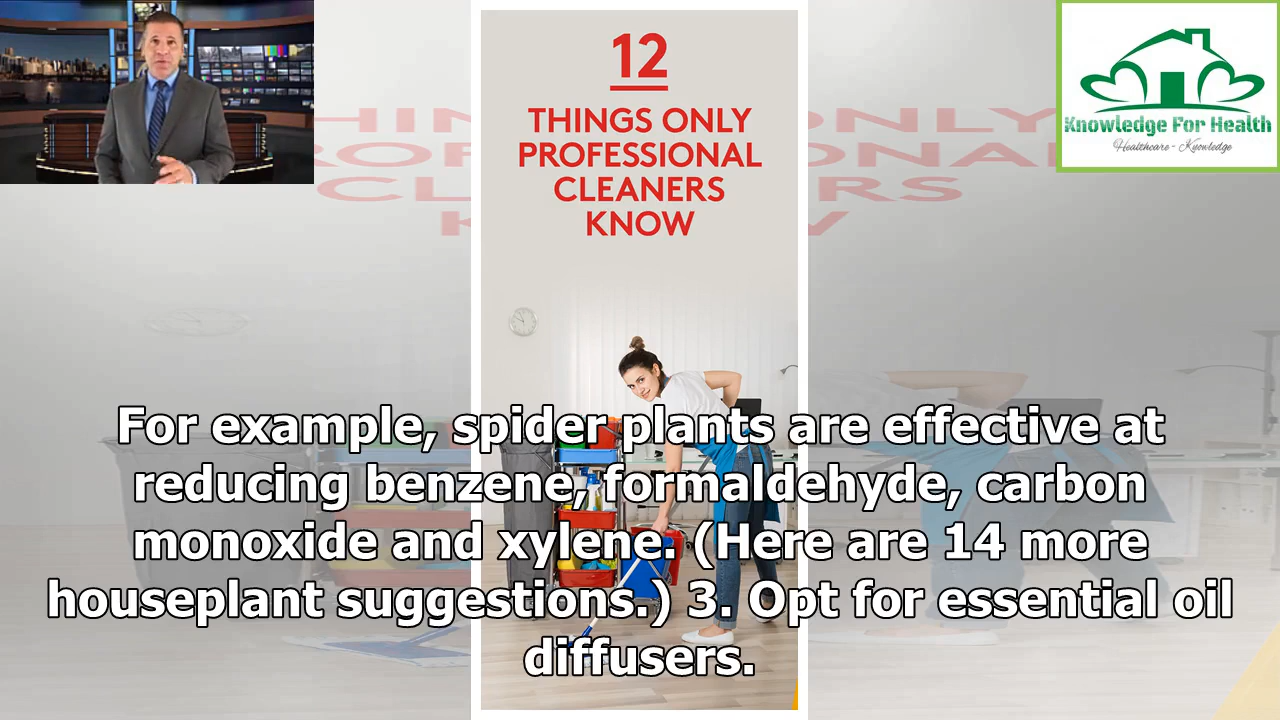 12
THINGS ONLY
PROFESSIONAL
CLEANERS
KNOW
Knowledge For Health
Healthcare - Knowledge
For example, spider plants are effective at
reducing benzene, formaldehyde, carbon
monoxide and xylene. (Here are 14 more
houseplant suggestions.) 3. Opt for essential oil
diffusers.